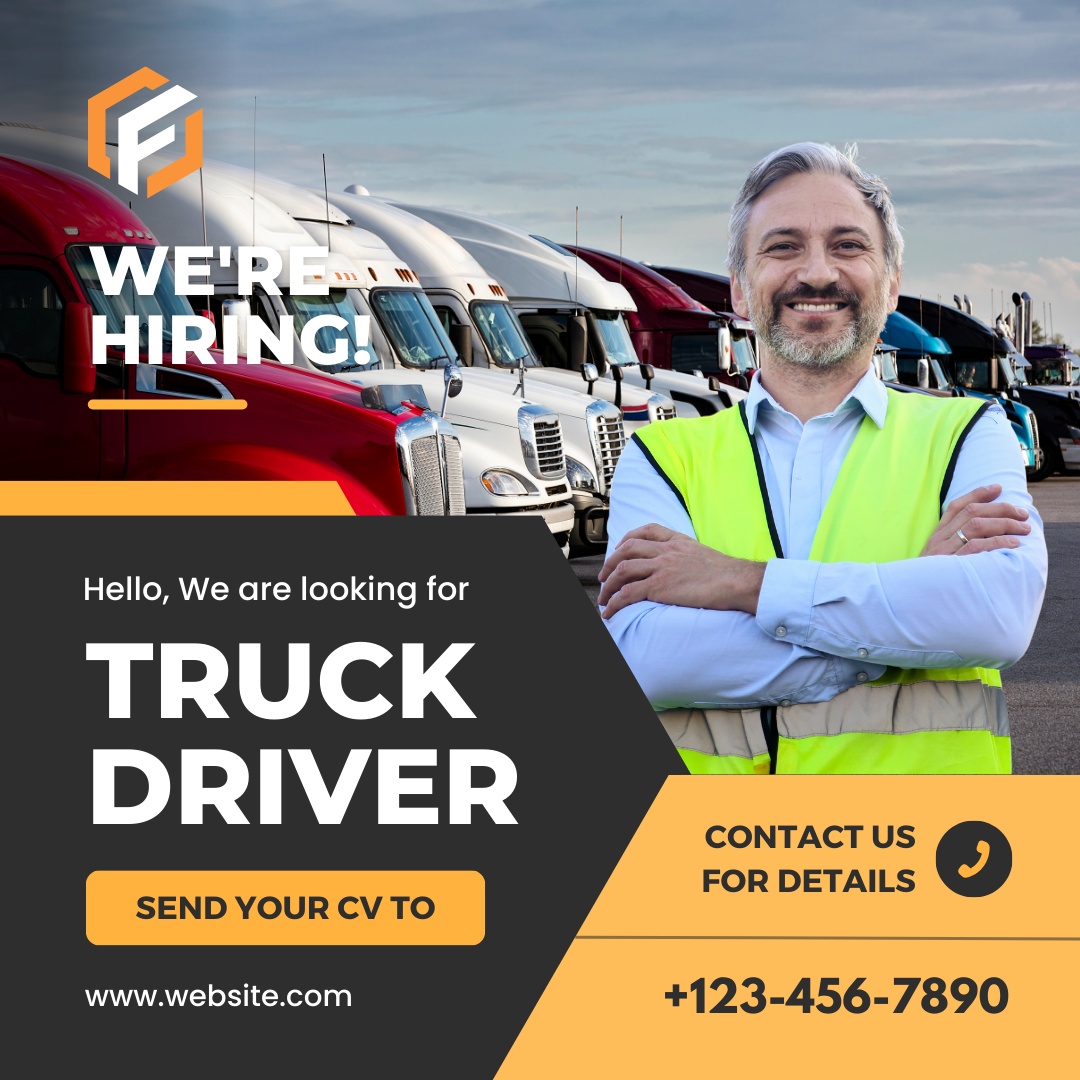 F
WE'RE
HIRING!
Hello, We are looking for
TRUCK
DRIVER
SEND YOUR CV TO
www.website.com
CONTACT US
FOR DETAILS
+123-456-7890